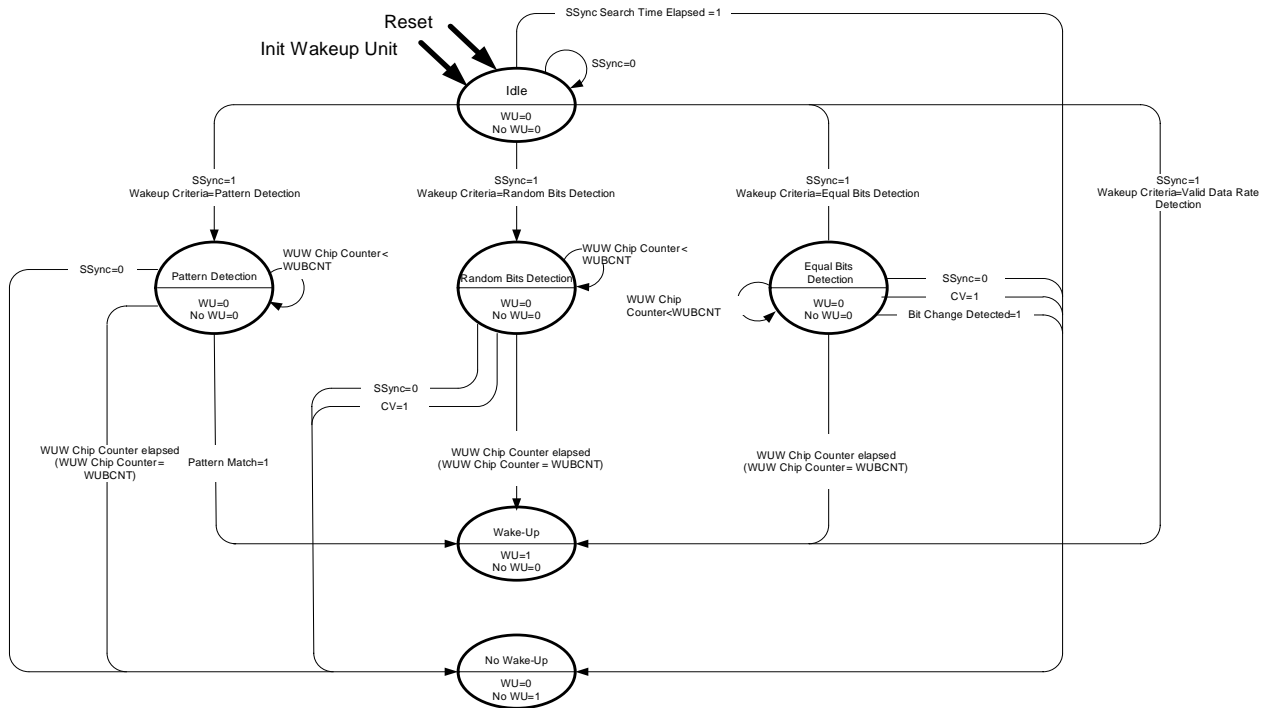 SSync Search Time Elapsed =1
Reset
Init Wakeup Unit
SSync=0
Idle
WU=0
No WU=0
SSync=1
Wakeup Criteria=Pattern Detection
SSync=1
Wakeup Criteria=Random Bits Detection
SSync=1
Wakeup Criteria=Equal Bits Detection
SSync=1
Wakeup Criteria=Valid Data Rate
Detection
SSync=0
Pattern Detection
WU=0
No WU=0
WUW Chip Counter<
WUBCNT
Random Bits Detection
WU=0
No WU=0
WUW Chip Counter<
WUBCNT
WUW Chip
Counter<WUBCNT
Equal Bits
Detection
WU=0
No WU=0
SSync=0
CV=1
Bit Change Detected=1
SSync=0
CV=1
WUW Chip Counter elapsed
(WUW Chip Counter=
WUBCNT)
Pattern Match=1
WUW Chip Counter elapsed
(WUW Chip Counter = WUBCNT)
WUW Chip Counter elapsed
(WUW Chip Counter= WUBCNT)
Wake-Up
WU=1
No WU=0
No Wake-Up
WU=0
No WU=1